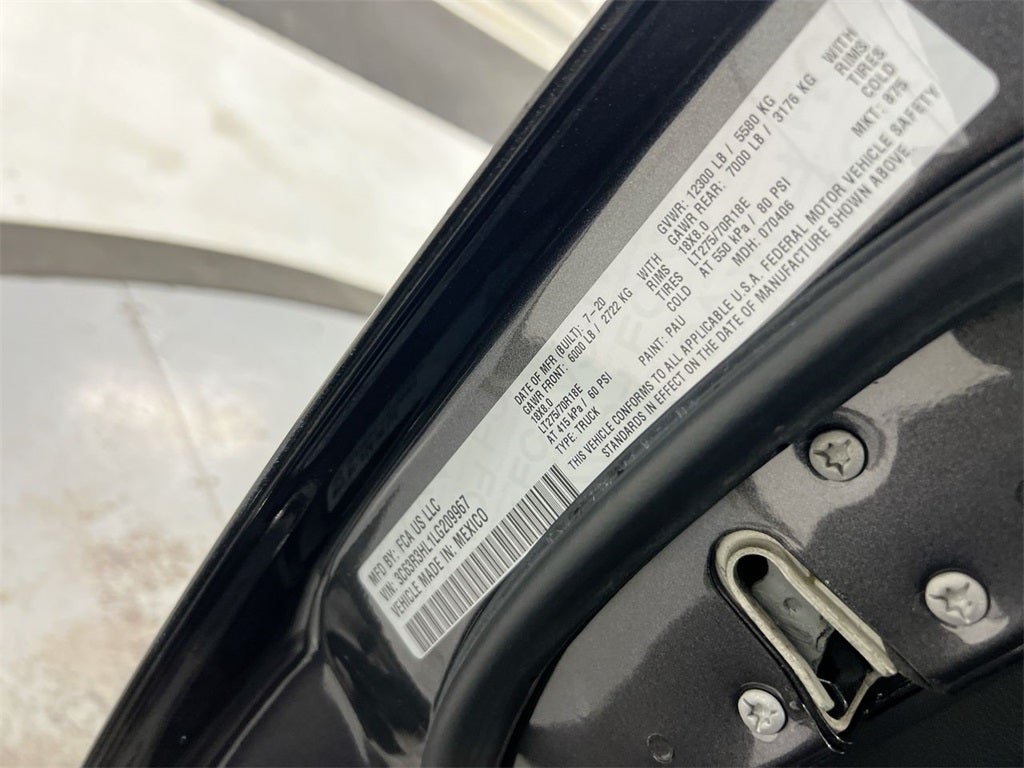 MFD BY: FCA US LLC
DATE OF MFR (BUILT): 7-20
GVWR: 12300 LB / 5580 KG
GAWR FRONT: 6000 LB / 2722 KG
WITH
GAWR REAR: 7000 LB / 3176 KG
WITH
18X8.0
RIMS
18X8.0
RIMS
LT275/70R18E
TIRES
LT275/70R18E
TIRES
AT 415 kPa / 60 PSI
COLD
AT 550 kPa / 80 PSI
COLD
VIN: 3C63R3HL1LG209967
TYPE: TRUCK
PAINT: PAU
MDH: 070406
MKT: 875
VEHICLE MADE IN: MEXICO
THIS VEHICLE CONFORMS TO ALL APPLICABLE U.S.A. FEDERAL MOTOR VEHICLE SAFETY
STANDARDS IN EFFECT ON THE DATE OF MANUFACTURE SHOWN ABOVE